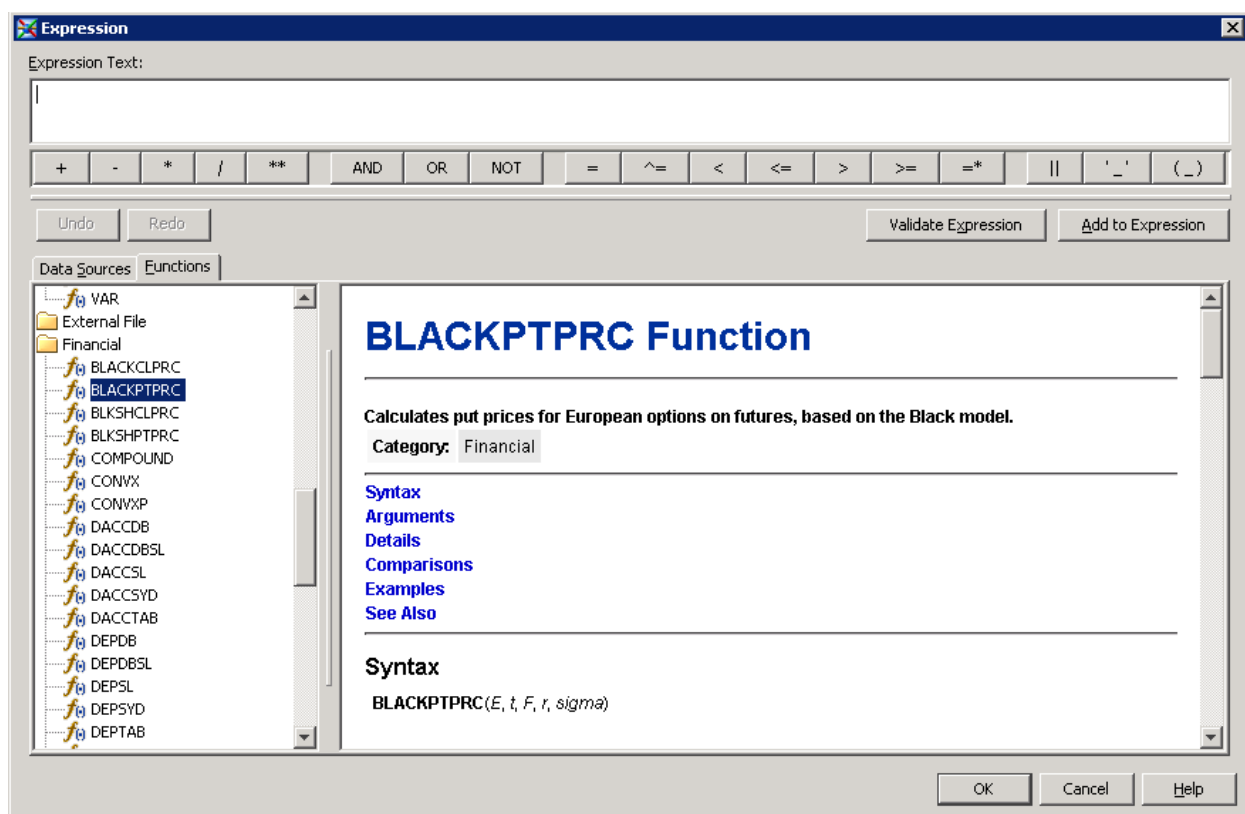 Expression
Expression Text:
+ - * / ** AND OR NOT = ^= < <= > >= =* || '_' (_)
Undo Redo Validate Expression Add to Expression
Data Sources Functions
VAR
External File
Financial
BLACKCLPRC
BLACKPTPRC
BLKSHCLPRC
BLKSHPTPRC
COMPOUND
CONVX
CONVXP
DACCDB
DACCDBSL
DACCSL
DACCSYD
DACCTAB
DEPDB
DEPDBSL
DEPSL
DEPSYD
DEPTAB
BLACKPTPRC Function
Calculates put prices for European options on futures, based on the Black model.
Category: Financial
Syntax
Arguments
Details
Comparisons
Examples
See Also
Syntax
BLACKPTPRC(E, t, F, r, sigma)
OK Cancel Help